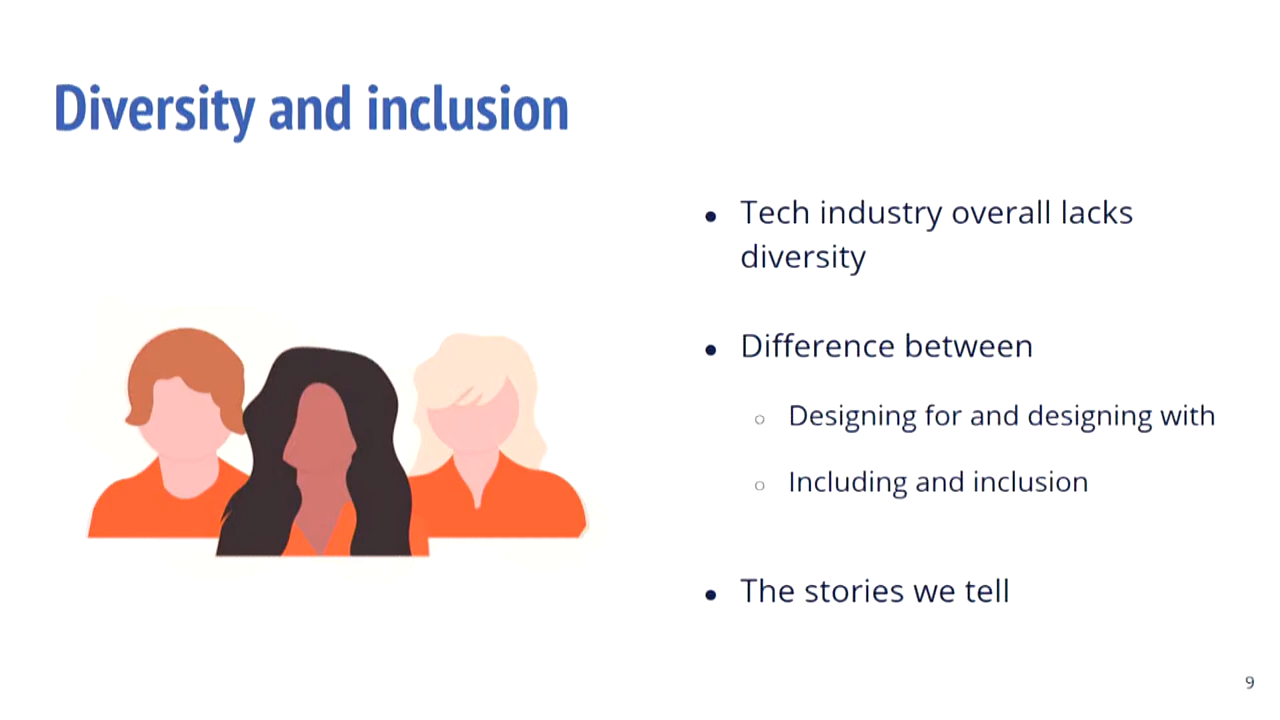 Diversity and inclusion
● Tech industry overall lacks
diversity
● Difference between
○ Designing for and designing with
○ Including and inclusion
● The stories we tell
9